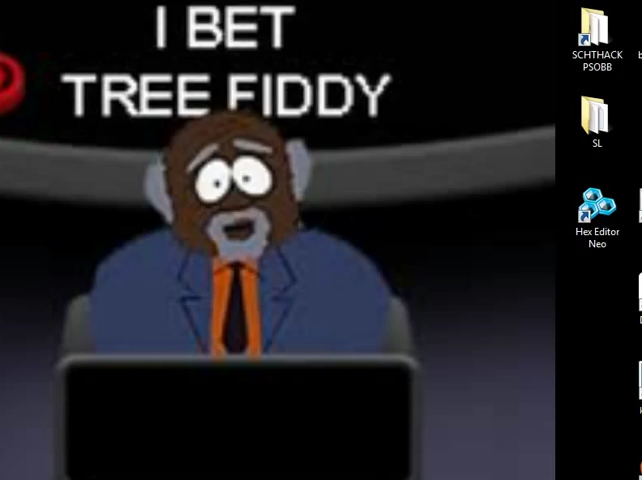 I BET
TREE FIDDY
SCHTHACK
PSOBB
SL
Hex Editor
Neo